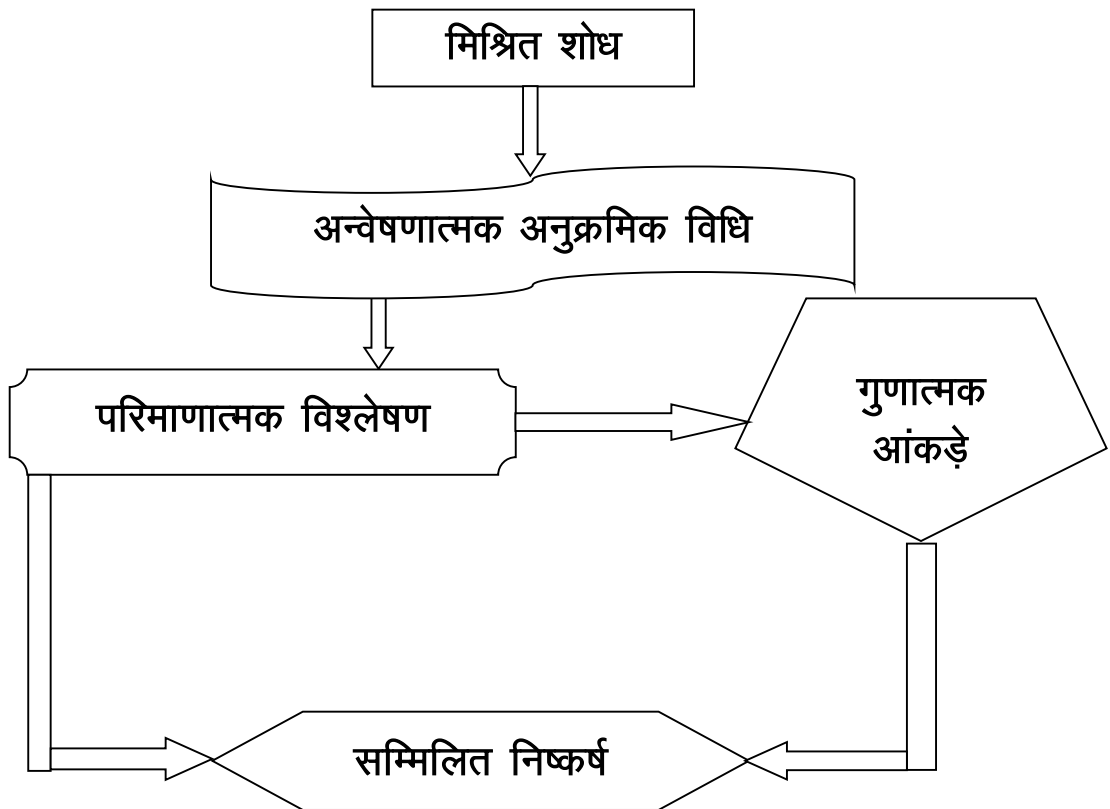 मिश्रित शोध
अन्वेषणात्मक अनुक्रमिक विधि
परिमाणात्मक विश्लेषण
गुणात्मक
आंकड़े
सम्मिलित निष्कर्ष